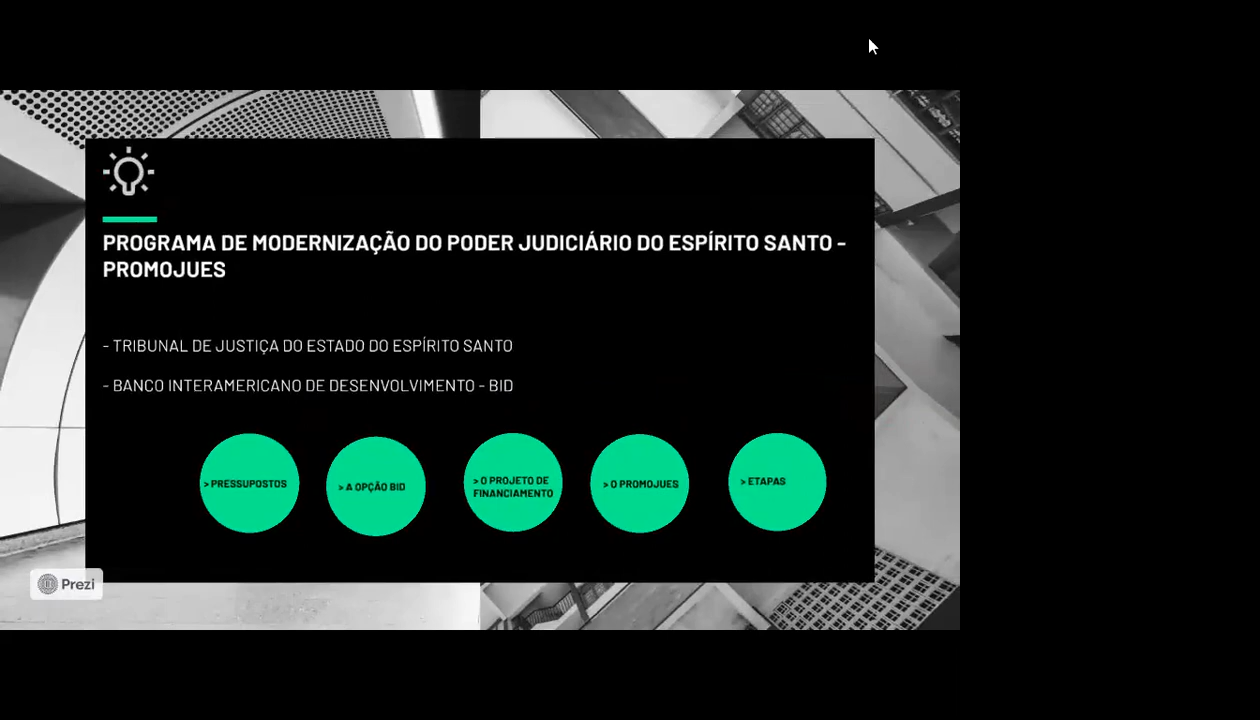 PROGRAMA DE MODERNIZAÇÃO DO PODER JUDICIÁRIO DO ESPÍRITO SANTO -
PROMOJUES
- TRIBUNAL DE JUSTIÇA DO ESTADO DO ESPÍRITO SANTO
- BANCO INTERAMERICANO DE DESENVOLVIMENTO - BID
> PRESSUPOSTOS
> A OPÇÃO BID
> O PROJETO DE
FINANCIAMENTO
> O PROMOJUES
> ETAPAS
Prezi